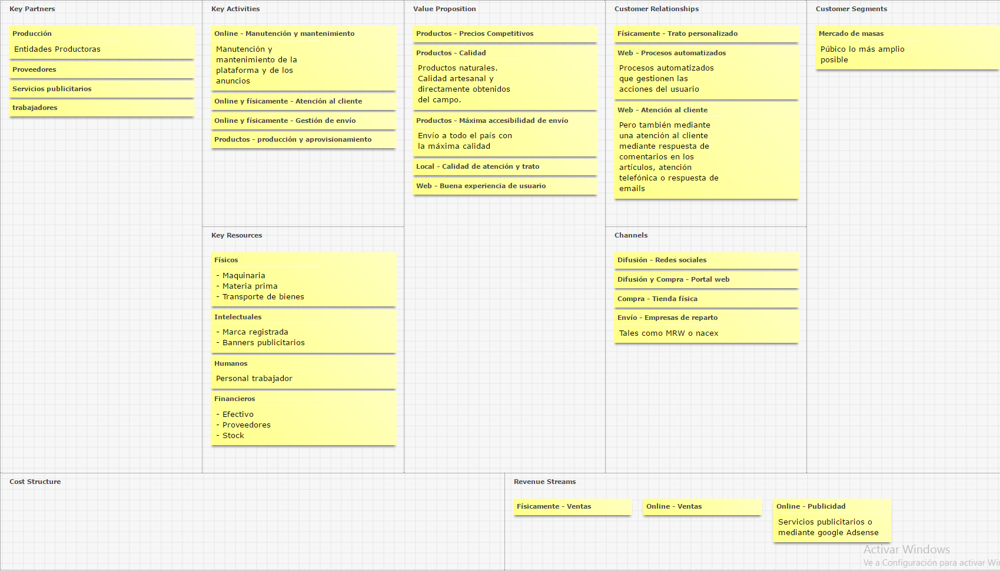 Key Partners
Producción
Entidades Productoras
Proveedores
Servicios publicitarios
trabajadores
Key Activities
Online - Manutención y mantenimiento
Manutención y
mantenimiento de la
plataforma y de los
anuncios
Online y físicamente - Atención al cliente
Online y físicamente - Gestión de envío
Productos - producción y aprovisionamiento
Key Resources
Físicos
- Maquinaria
- Materia prima
- Transporte de bienes
Intelectuales
- Marca registrada
- Banners publicitarios
Humanos
Personal trabajador
Financieros
- Efectivo
- Proveedores
- Stock
Value Proposition
Productos - Precios Competitivos
Productos - Calidad
Productos naturales.
Calidad artesanal y
directamente obtenidos
del campo.
Productos - Máxima accesibilidad de envío
Envío a todo el país con
la máxima calidad
Local - Calidad de atención y trato
Web - Buena experiencia de usuario
Customer Relationships
Físicamente - Trato personalizado
Web - Procesos automatizados
Procesos automatizados
que gestionen las
acciones del usuario
Web - Atención al cliente
Pero también mediante
una atención al cliente
mediante respuesta de
comentarios en los
artículos, atención
telefónica o respuesta de
emails
Channels
Difusión - Redes sociales
Difusión y Compra - Portal web
Compra - Tienda física
Envío - Empresas de reparto
Tales como MRW o nacex
Customer Segments
Mercado de masas
Púbico lo más amplio
posible
Cost Structure
Revenue Streams
Físicamente - Ventas
Online - Ventas
Online - Publicidad
Servicios publicitarios o
mediante google Adsense
Activar Windows
Ve a Configuración para activar Win